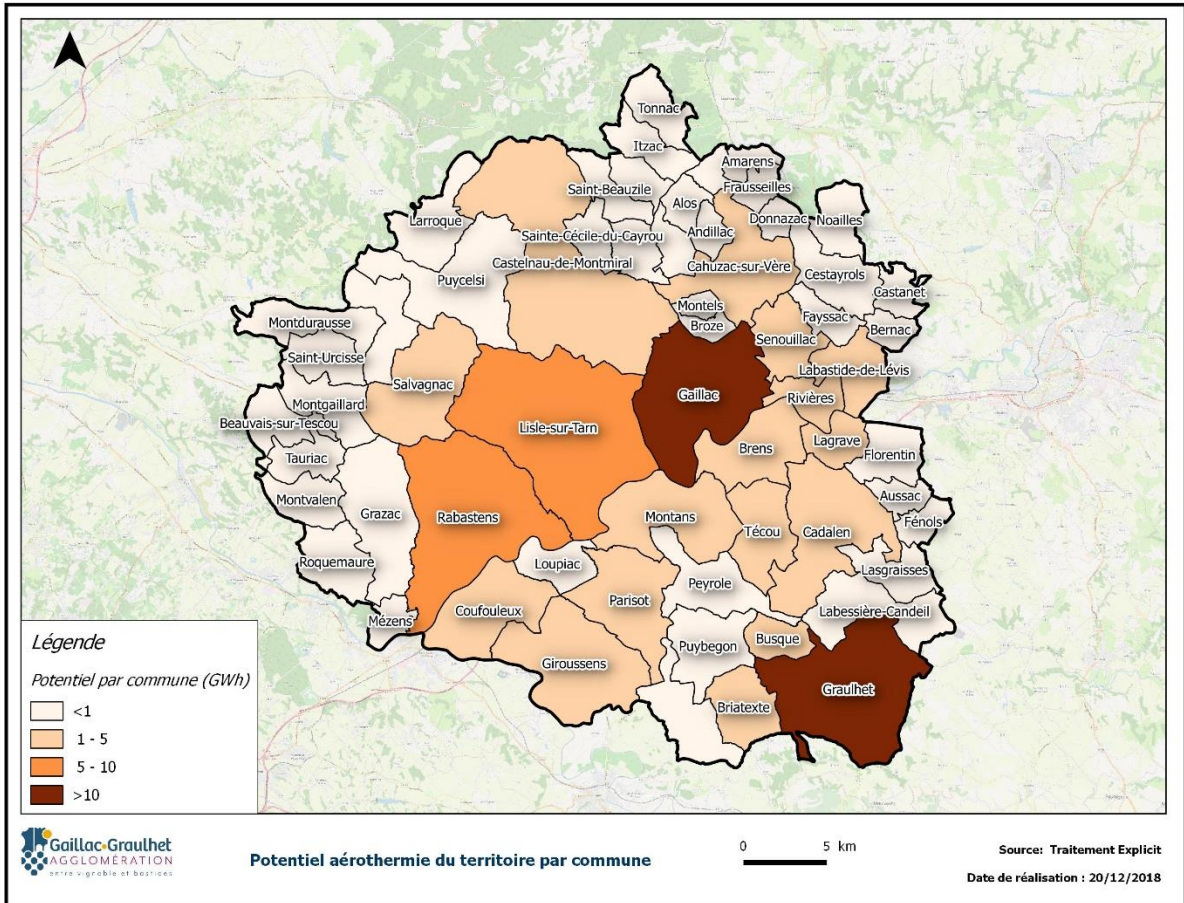 Tonnac
Itzac
Amarens
Saint-Beauzile
Frausseilles
Alos
Larroque
Donnazac
Noailles
Sainte-Cécile-du-Cayrou
Andillac
Castelnau-de-Montmiral
Cahuzac-sur-Vère
Cestayrols
Puycelsi
Castanet
Montels
Fayssac
Montdurausse
Broze
Bernac
Senouillac
Saint-Urcisse
Labastide-de-Lévis
Salvagnac
Gaillac
Rivières
Montgaillard
Beauvais-sur-Tescou
Lisle-sur-Tarn
Lagrave
Brens
Florentin
Tauriac
Aussac
Montvalen
Grazac
Rabastens
Montans
Técou
Cadalen
Fénols
Roquemaure
Loupiac
Lasgraisses
Peyrole
Parisot
Coufouleux
Labessière-Candeil
Mézens
Busque
Puybegon
Giroussens
Graulhet
Briatexte
Légende
Potentiel par commune (GWh)
<1
1 - 5
5 - 10
>10
Gaillac•Graulhet
AGGLOMÉRATION
entre vignoble et bastides
Potentiel aérothermie du territoire par commune
0 5 km
Source: Traitement Explicit
Date de réalisation : 20/12/2018